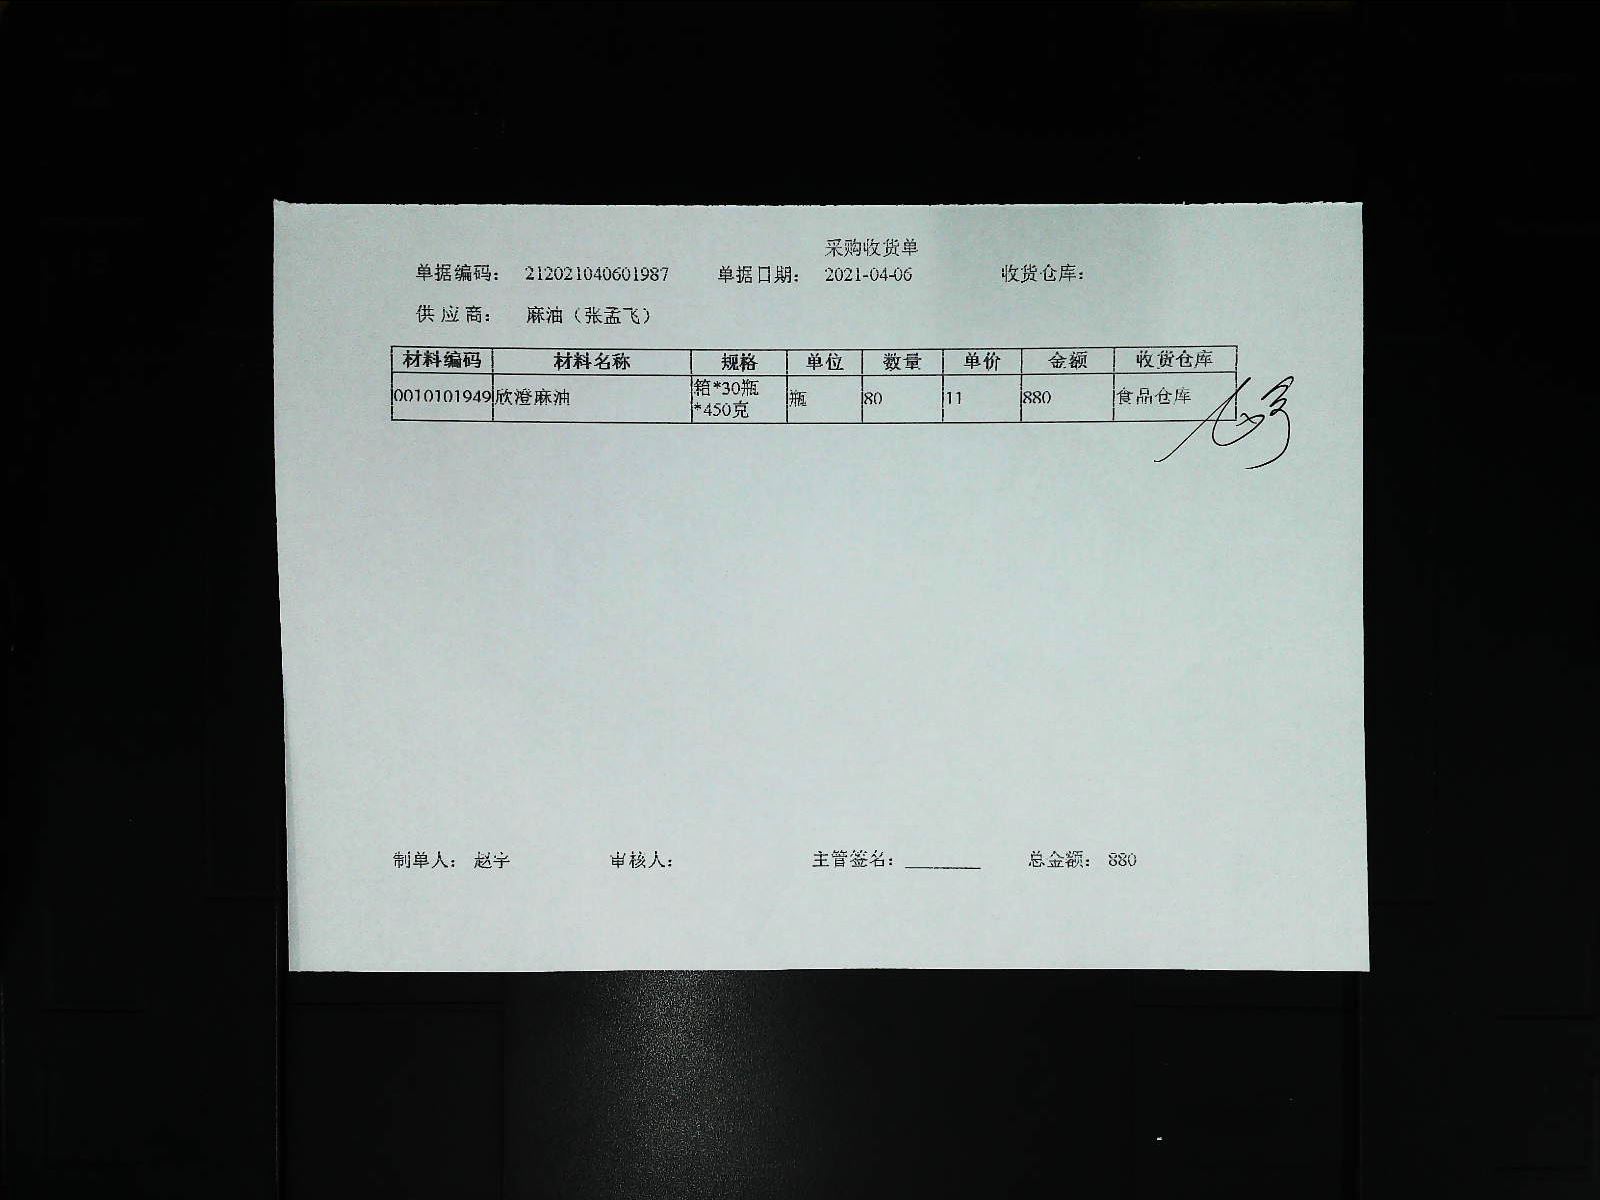 采购收货单
单据编码： 212021040601987 单据日期： 2021-04-06 收货仓库：
供 应 商： 麻油（张孟飞）
材料编码 材料名称 规格 单位 数量 单价 金额 收货仓库
0010101949 欣澄麻油 箱*30瓶 瓶 80 11 880 食品仓库
*450克
制单人： 赵宇 审核人： 主管签名： ________ 总金额： 880